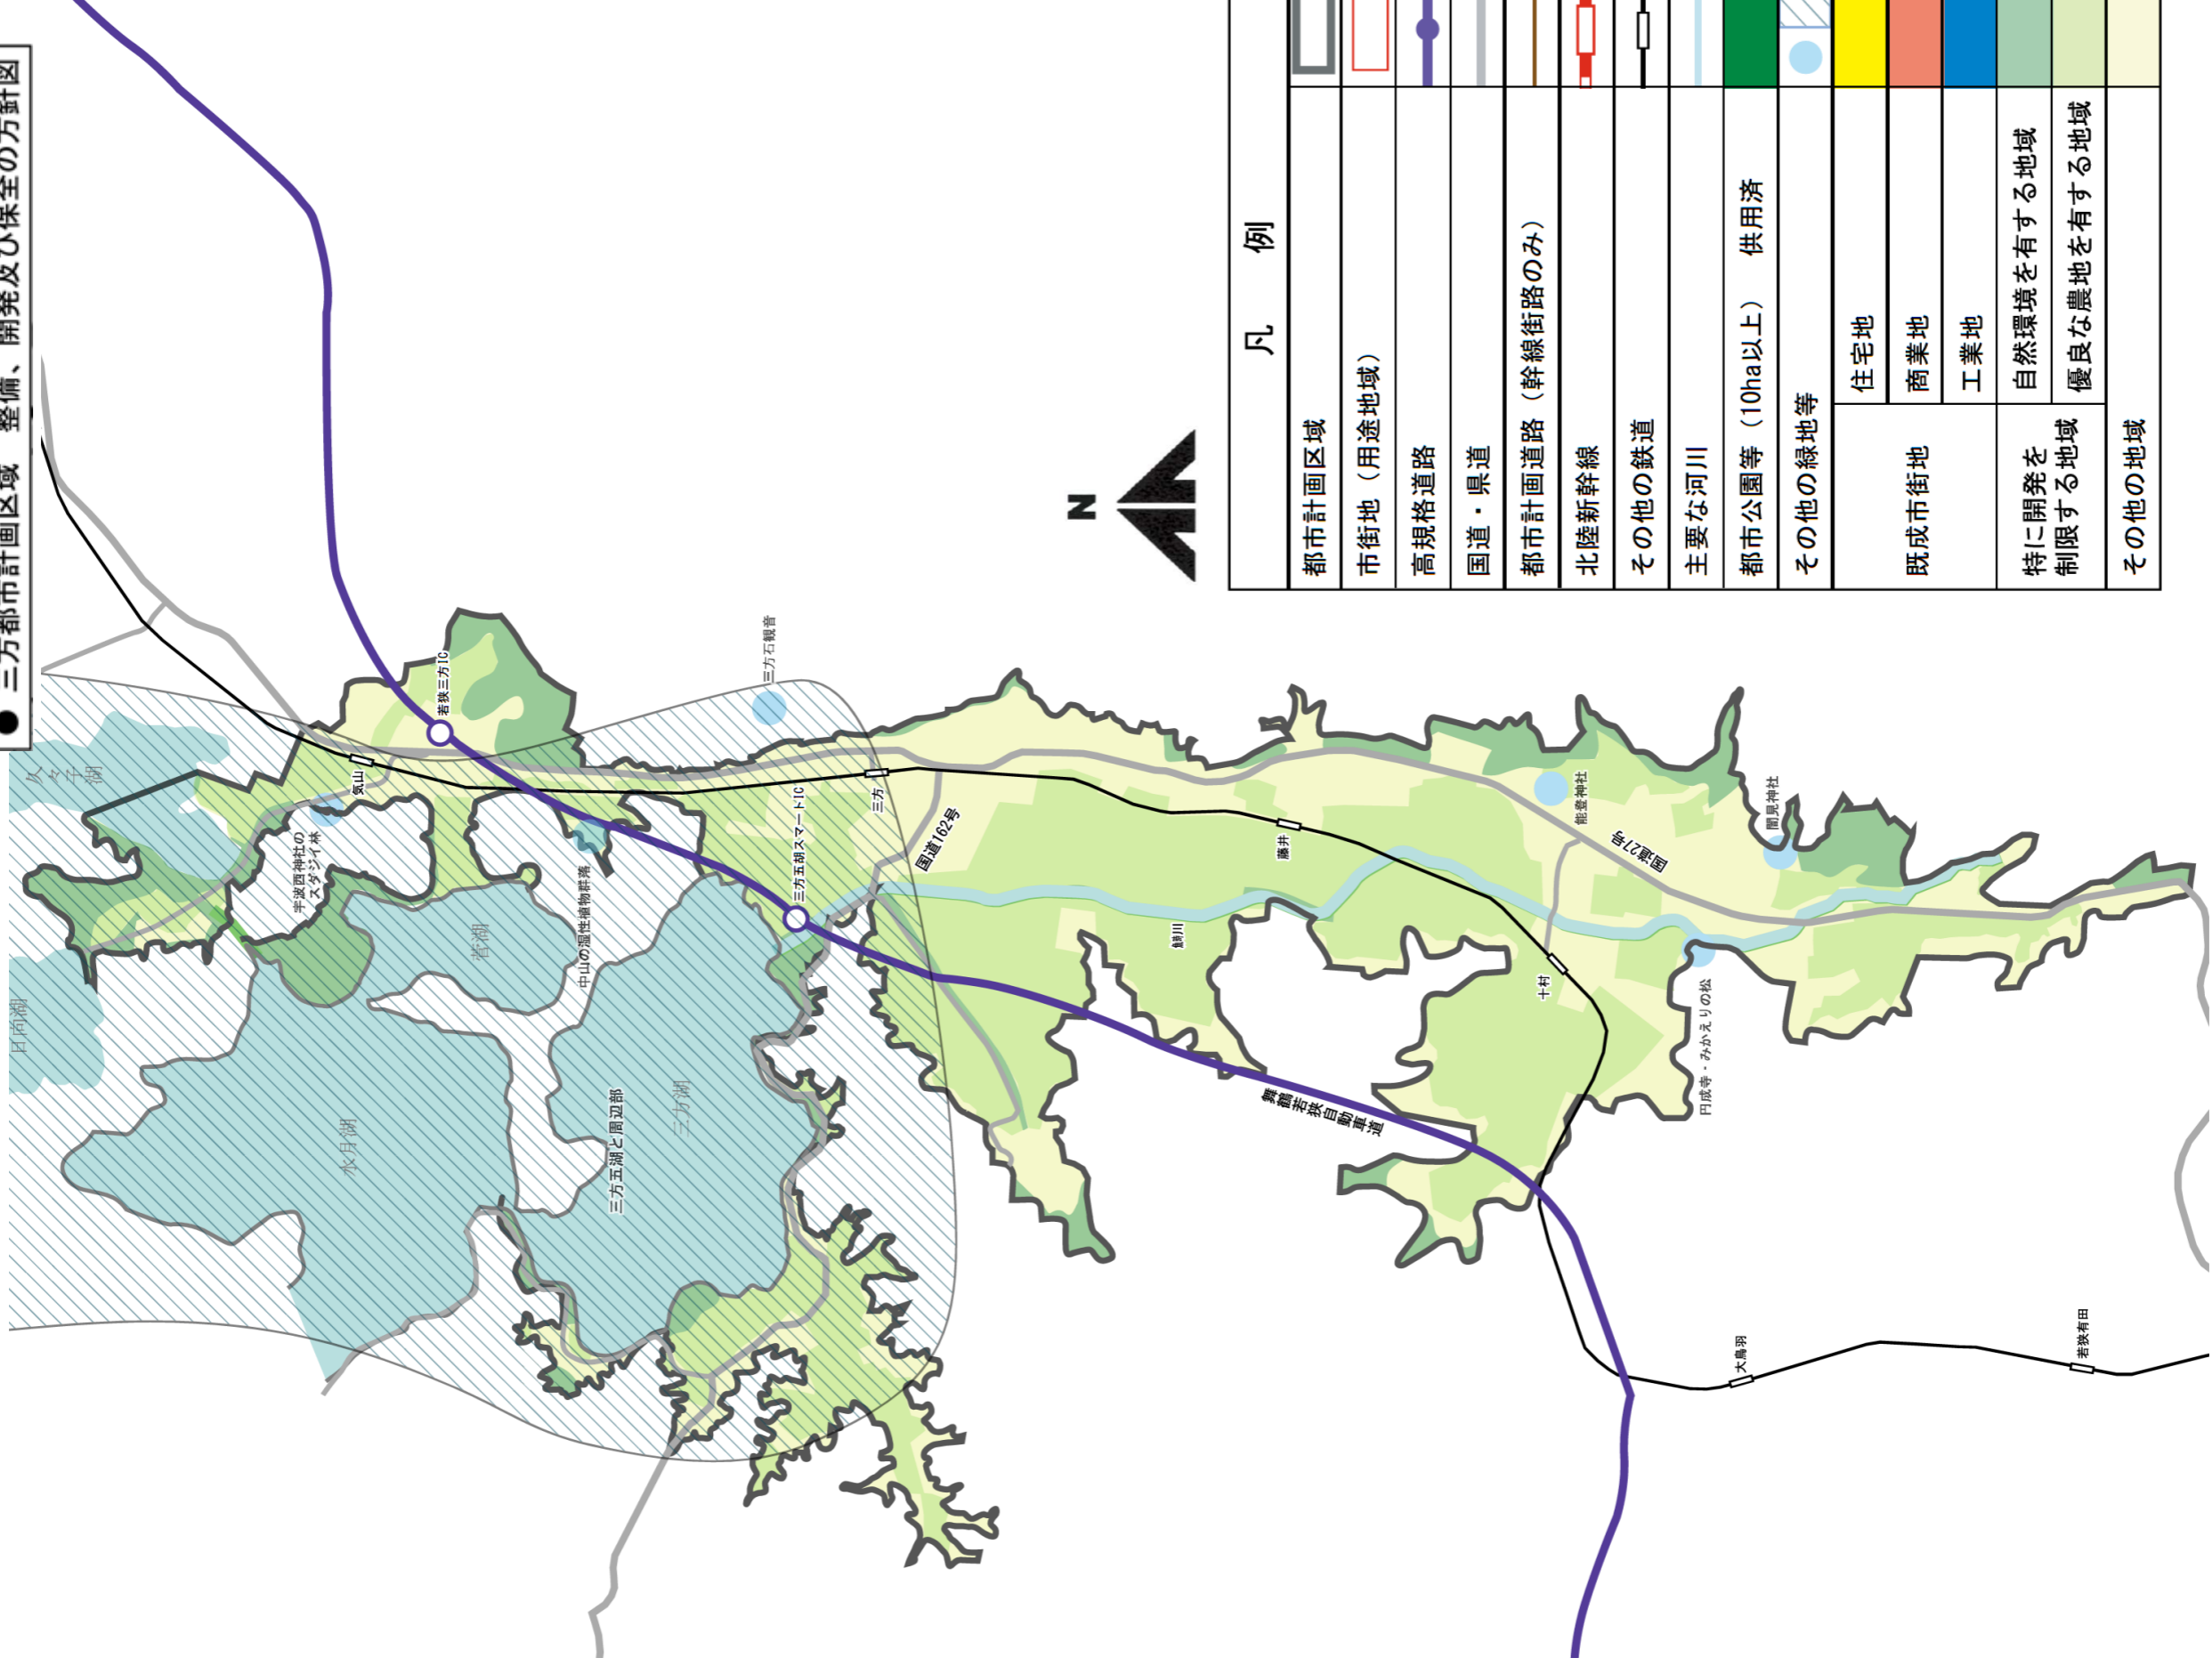 ● 三方都市計画区域　整備、開発及び保全の方針図
N
凡　例
都市計画区域
市街地（用途地域）
高規格道路
国道・県道
都市計画道路（幹線街路のみ）
北陸新幹線
その他の鉄道
主要な河川
都市公園等（10ha以上）　供用済
その他の緑地等
既成市街地
住宅地
商業地
工業地
特に開発を
制限する地域
自然環境を有する地域
優良な農地を有する地域
その他の地域
久々子湖
日向湖
水月湖
菅湖
三方湖
三方五湖と周辺部
宇波西神社の
スダジイ林
気山
若狭三方IC
中山の湿性植物群落
三方石観音
三方五胡スマートIC
三方
国道162号
鰣川
藤井
舞鶴若狭自動車道
十村
能登神社
国道27号
闇見神社
円成寺・みかえりの松
大鳥羽
若狭有田